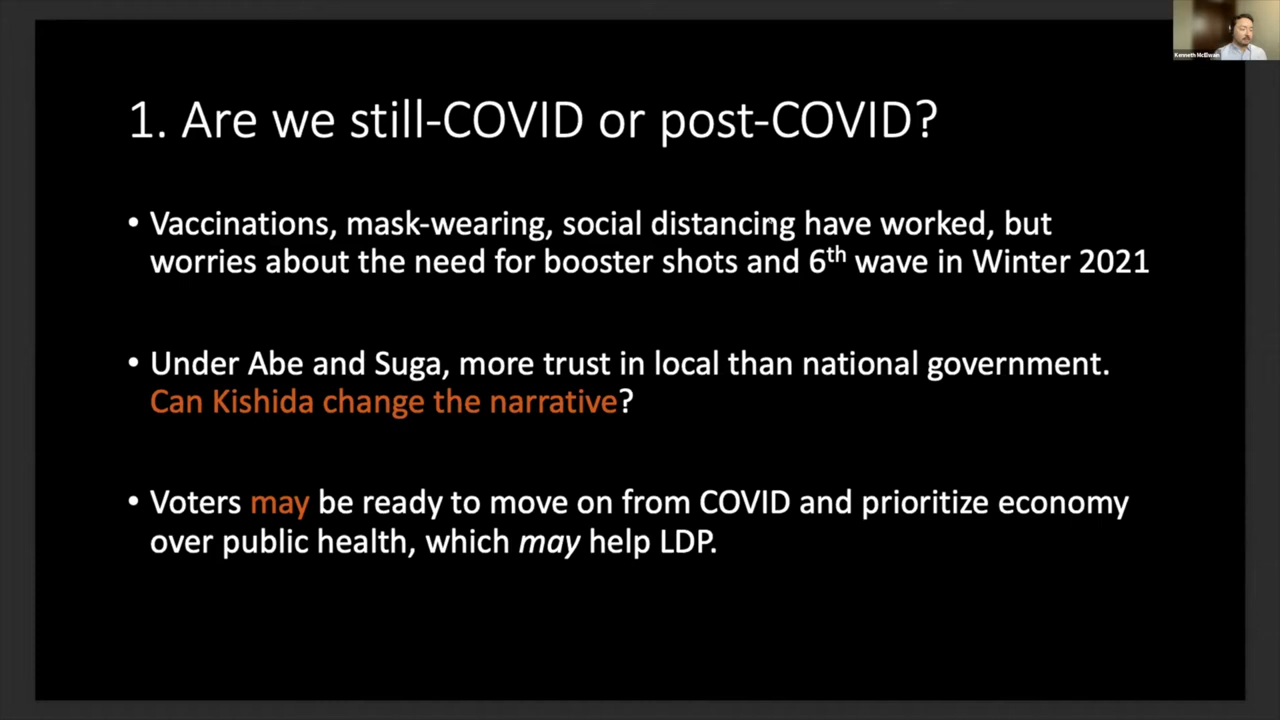 Kenneth McElwain
1. Are we still-COVID or post-COVID?
• Vaccinations, mask-wearing, social distancing have worked, but
worries about the need for booster shots and 6th wave in Winter 2021
• Under Abe and Suga, more trust in local than national government.
Can Kishida change the narrative?
• Voters may be ready to move on from COVID and prioritize economy
over public health, which may help LDP.